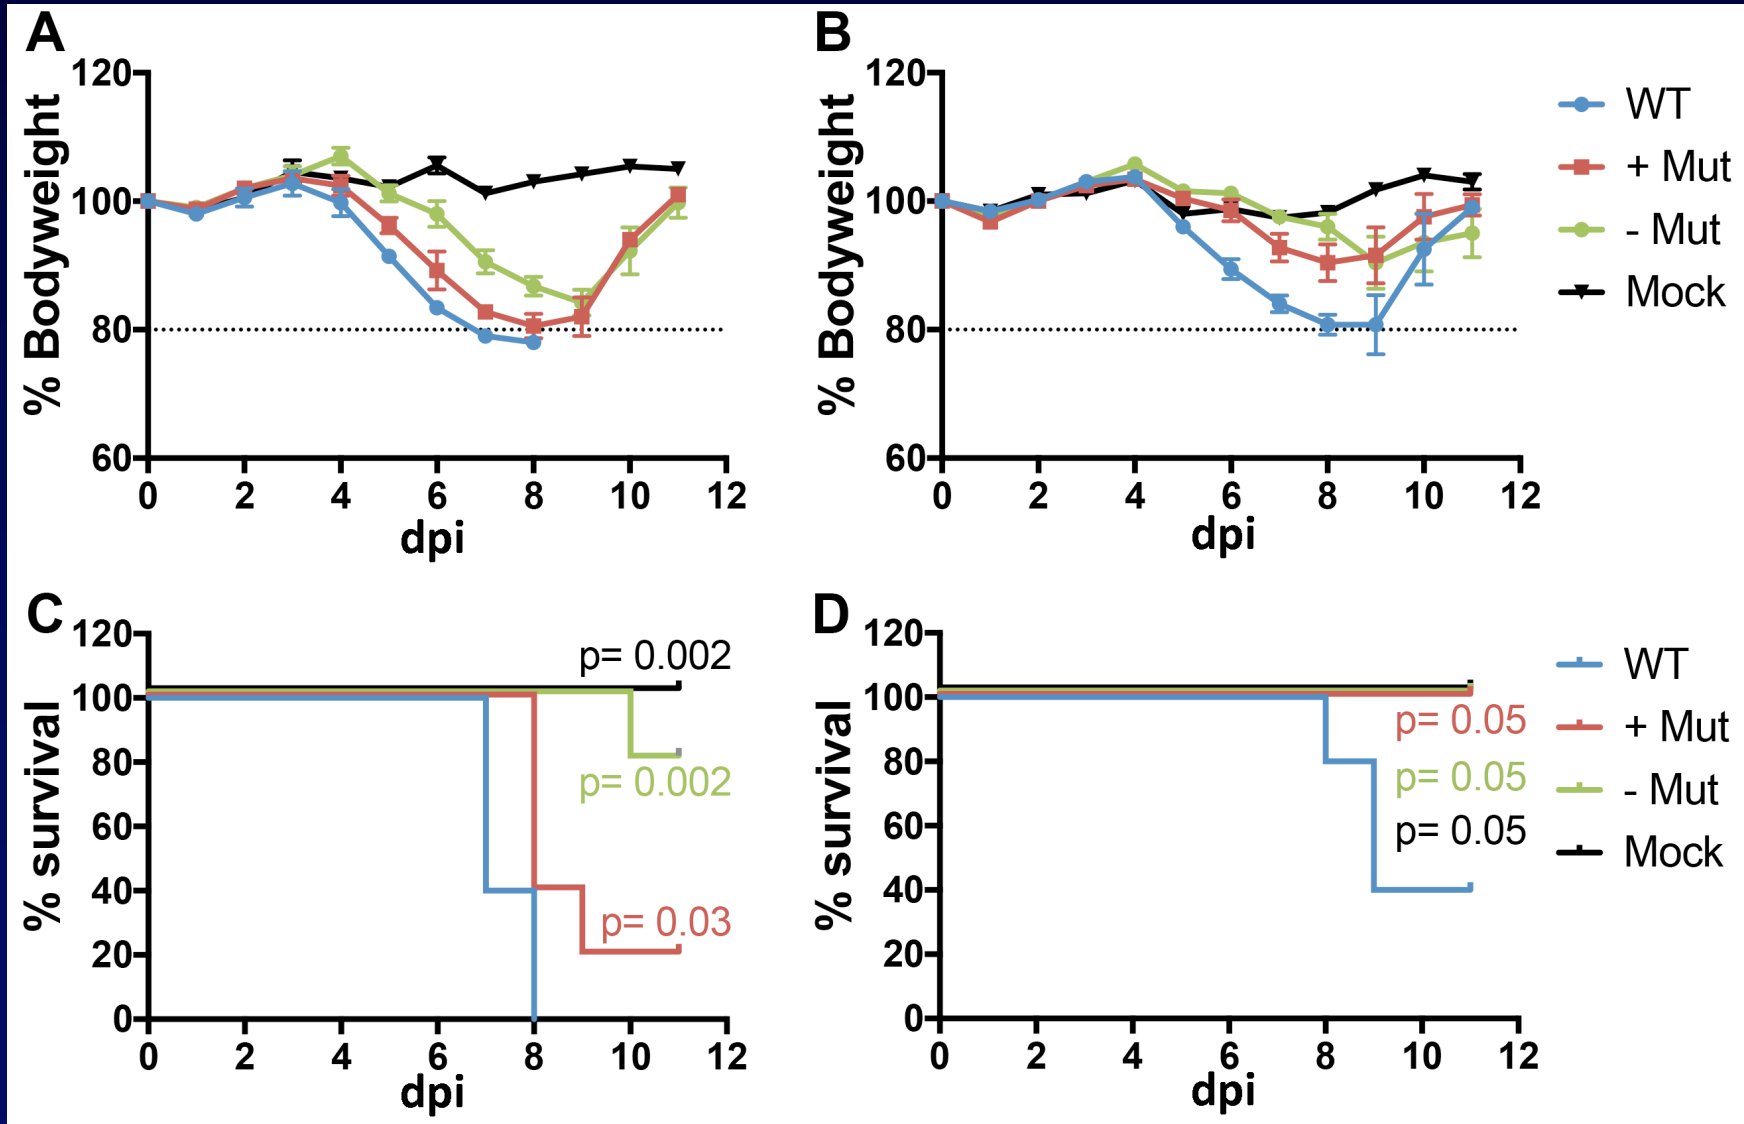 A
120
100
80
60
% Bodyweight
0 2 4 6 8 10 12
dpi
B
120
100
80
60
% Bodyweight
0 2 4 6 8 10 12
dpi
WT
+ Mut
- Mut
Mock
C
120
100
80
60
40
20
0
% survival
p= 0.002
p= 0.002
p= 0.03
0 2 4 6 8 10 12
dpi
D
120
100
80
60
40
20
0
% survival
p= 0.05
p= 0.05
p= 0.05
0 2 4 6 8 10 12
dpi
WT
+ Mut
- Mut
Mock